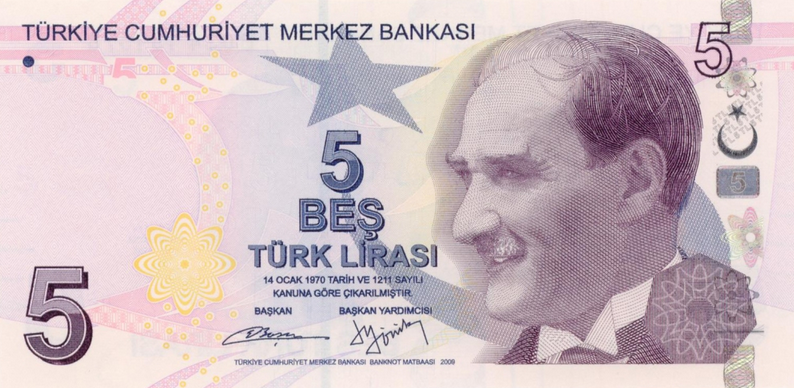 TÜRKİYE CUMHURİYET MERKEZ BANKASI
5
5
5
5
BEŞ
TÜRK LİRASI
14 OCAK 1970 TARİH VE 1211 SAYILI
KANUNA GÖRE ÇIKARILMIŞTIR.
BAŞKAN BAŞKAN YARDIMCISI
5
TÜRKİYE CUMHURİYET MERKEZ BANKASI BANKNOT MATBAASI 2009